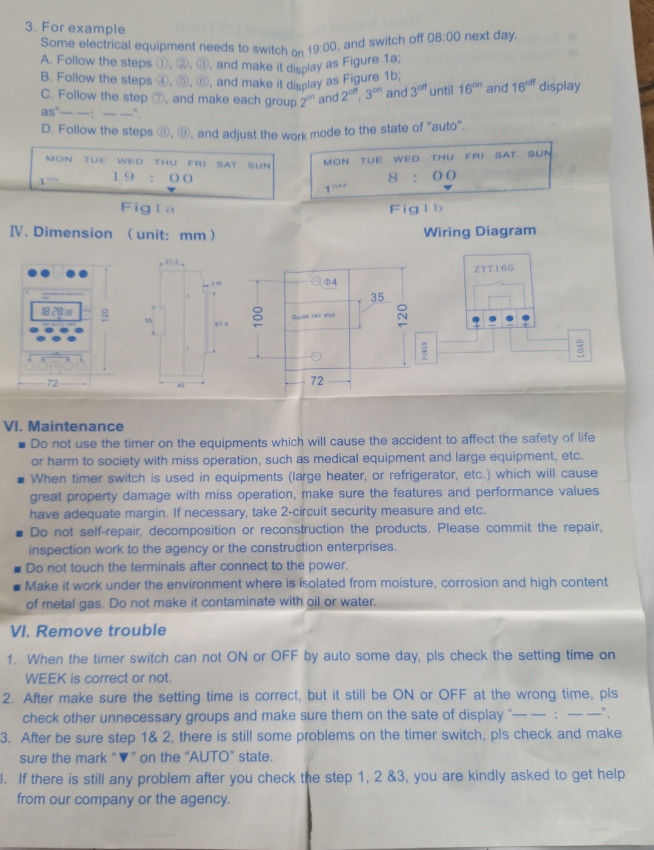 3. For example
Some electrical equipment needs to switch on 19:00, and switch off 08:00 next day.
A. Follow the steps ①, ②, ③, and make it display as Figure 1a;
B. Follow the steps ④, ⑤, ⑥, and make it display as Figure 1b;
C. Follow the step ⑦, and make each group 2on and 2off, 3on and 3off until 16on and 16off display
as"— —: — —".
D. Follow the steps ⑧, ⑨, and adjust the work mode to the state of "auto".
MON TUE WED THU FRI SAT SUN
1ON 19 : 00
▼
Fig1a
MON TUE WED THU FRI SAT SUN
1OFF 8 : 00
▼
Fig1b
Ⅳ. Dimension ( unit: mm )
Wiring Diagram
120
72
100
Φ4
Guide rail slot
35
120
72
ZYT16G
POWER
LOAD
VI. Maintenance
■ Do not use the timer on the equipments which will cause the accident to affect the safety of life
or harm to society with miss operation, such as medical equipment and large equipment, etc.
■ When timer switch is used in equipments (large heater, or refrigerator, etc.) which will cause
great property damage with miss operation, make sure the features and performance values
have adequate margin. If necessary, take 2-circuit security measure and etc.
■ Do not self-repair, decomposition or reconstruction the products. Please commit the repair,
inspection work to the agency or the construction enterprises.
■ Do not touch the terminals after connect to the power.
■ Make it work under the environment where is isolated from moisture, corrosion and high content
of metal gas. Do not make it contaminate with oil or water.
VI. Remove trouble
1. When the timer switch can not ON or OFF by auto some day, pls check the setting time on
WEEK is correct or not.
2. After make sure the setting time is correct, but it still be ON or OFF at the wrong time, pls
check other unnecessary groups and make sure them on the sate of display "— — : — —".
3. After be sure step 1& 2, there is still some problems on the timer switch, pls check and make
sure the mark "▼" on the "AUTO" state.
If there is still any problem after you check the step 1, 2 &3, you are kindly asked to get help
from our company or the agency.